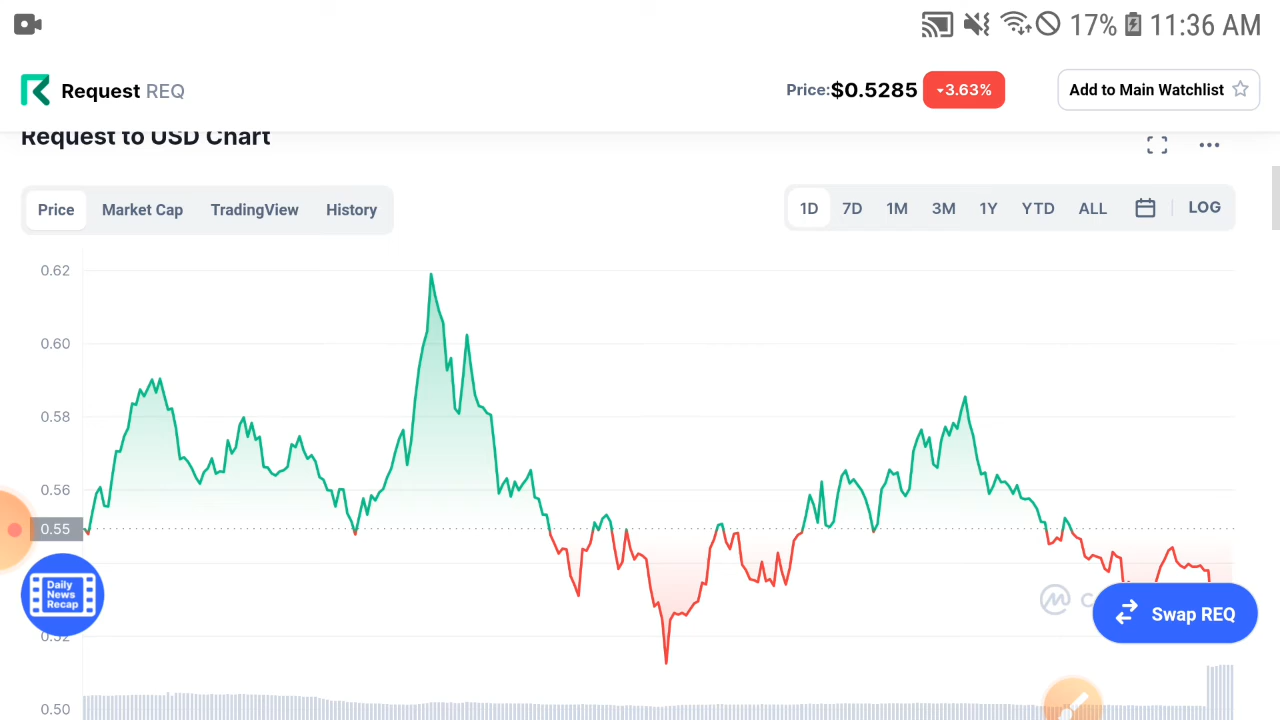 17% 11:36 AM
Request REQ
Price:$0.5285 3.63%
Add to Main Watchlist
Request to USD Chart
Price Market Cap TradingView History
1D 7D 1M 3M 1Y YTD ALL LOG
0.62
0.60
0.58
0.56
0.55
Daily
News
Recap
C
Swap REQ
0.50